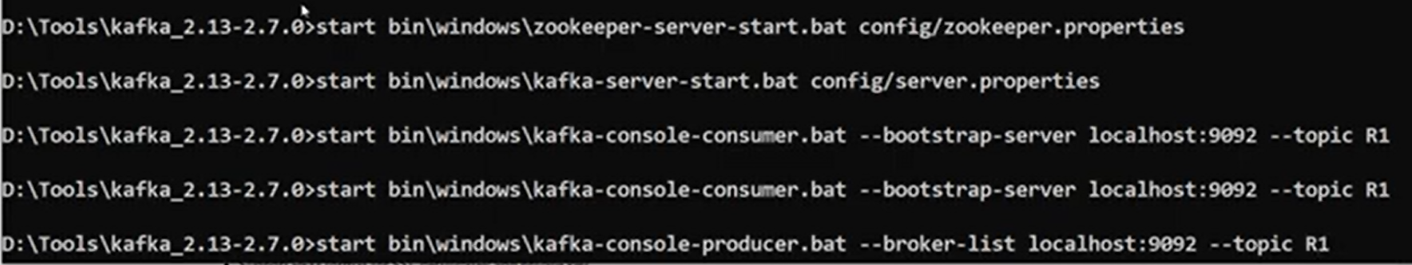 D:\Tools\kafka_2.13-2.7.0>start bin\windows\zookeeper-server-start.bat config/zookeeper.properties
D:\Tools\kafka_2.13-2.7.0>start bin\windows\kafka-server-start.bat config/server.properties
D:\Tools\kafka_2.13-2.7.0>start bin\windows\kafka-console-consumer.bat --bootstrap-server localhost:9092 --topic R1
D:\Tools\kafka_2.13-2.7.0>start bin\windows\kafka-console-consumer.bat --bootstrap-server localhost:9092 --topic R1
D:\Tools\kafka_2.13-2.7.0>start bin\windows\kafka-console-producer.bat --broker-list localhost:9092 --topic R1